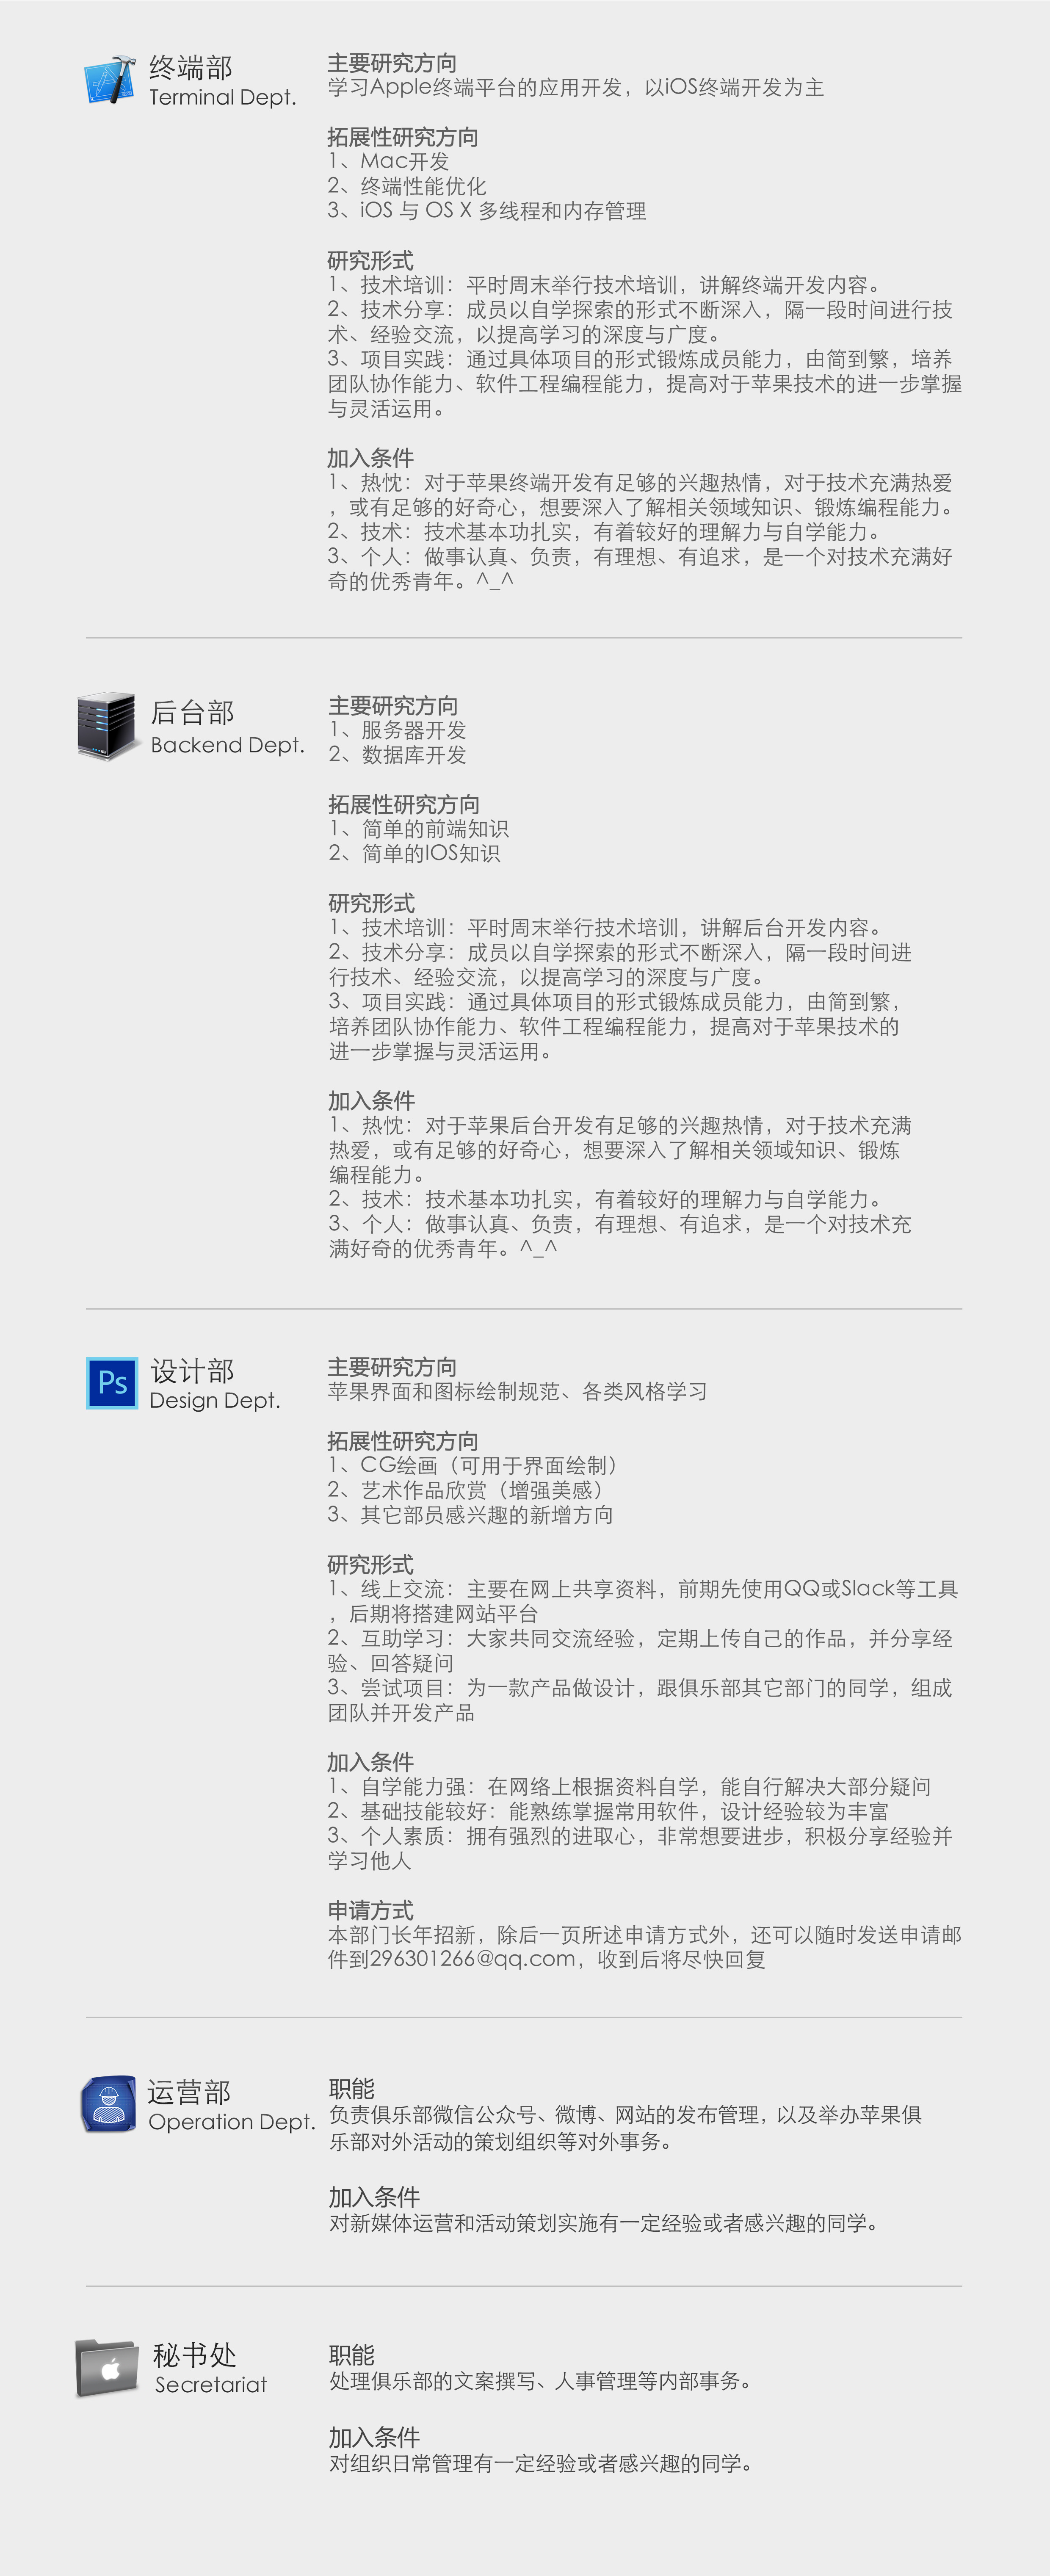 终端部
Terminal Dept.
主要研究方向
学习Apple终端平台的应用开发，以iOS终端开发为主
拓展性研究方向
1、Mac开发
2、终端性能优化
3、iOS 与 OS X 多线程和内存管理
研究形式
1、技术培训：平时周末举行技术培训，讲解终端开发内容。
2、技术分享：成员以自学探索的形式不断深入，隔一段时间进行技
术、经验交流，以提高学习的深度与广度。
3、项目实践：通过具体项目的形式锻炼成员能力，由简到繁，培养
团队协作能力、软件工程编程能力，提高对于苹果技术的进一步掌握
与灵活运用。
加入条件
1、热忱：对于苹果终端开发有足够的兴趣热情，对于技术充满热爱
，或有足够的好奇心，想要深入了解相关领域知识、锻炼编程能力。
2、技术：技术基本功扎实，有着较好的理解力与自学能力。
3、个人：做事认真、负责，有理想、有追求，是一个对技术充满好
奇的优秀青年。^_^
后台部
Backend Dept.
主要研究方向
1、服务器开发
2、数据库开发
拓展性研究方向
1、简单的前端知识
2、简单的IOS知识
研究形式
1、技术培训：平时周末举行技术培训，讲解后台开发内容。
2、技术分享：成员以自学探索的形式不断深入，隔一段时间进
行技术、经验交流，以提高学习的深度与广度。
3、项目实践：通过具体项目的形式锻炼成员能力，由简到繁，
培养团队协作能力、软件工程编程能力，提高对于苹果技术的
进一步掌握与灵活运用。
加入条件
1、热忱：对于苹果后台开发有足够的兴趣热情，对于技术充满
热爱，或有足够的好奇心，想要深入了解相关领域知识、锻炼
编程能力。
2、技术：技术基本功扎实，有着较好的理解力与自学能力。
3、个人：做事认真、负责，有理想、有追求，是一个对技术充
满好奇的优秀青年。^_^
Ps
设计部
Design Dept.
主要研究方向
苹果界面和图标绘制规范、各类风格学习
拓展性研究方向
1、CG绘画（可用于界面绘制）
2、艺术作品欣赏（增强美感）
3、其它部员感兴趣的新增方向
研究形式
1、线上交流：主要在网上共享资料，前期先使用QQ或Slack等工具
，后期将搭建网站平台
2、互助学习：大家共同交流经验，定期上传自己的作品，并分享经
验、回答疑问
3、尝试项目：为一款产品做设计，跟俱乐部其它部门的同学，组成
团队并开发产品
加入条件
1、自学能力强：在网络上根据资料自学，能自行解决大部分疑问
2、基础技能较好：能熟练掌握常用软件，设计经验较为丰富
3、个人素质：拥有强烈的进取心，非常想要进步，积极分享经验并
学习他人
申请方式
本部门长年招新，除后一页所述申请方式外，还可以随时发送申请邮
件到296301266@qq.com，收到后将尽快回复
运营部
Operation Dept.
职能
负责俱乐部微信公众号、微博、网站的发布管理，以及举办苹果俱
乐部对外活动的策划组织等对外事务。
加入条件
对新媒体运营和活动策划实施有一定经验或者感兴趣的同学。
秘书处
Secretariat
职能
处理俱乐部的文案撰写、人事管理等内部事务。
加入条件
对组织日常管理有一定经验或者感兴趣的同学。